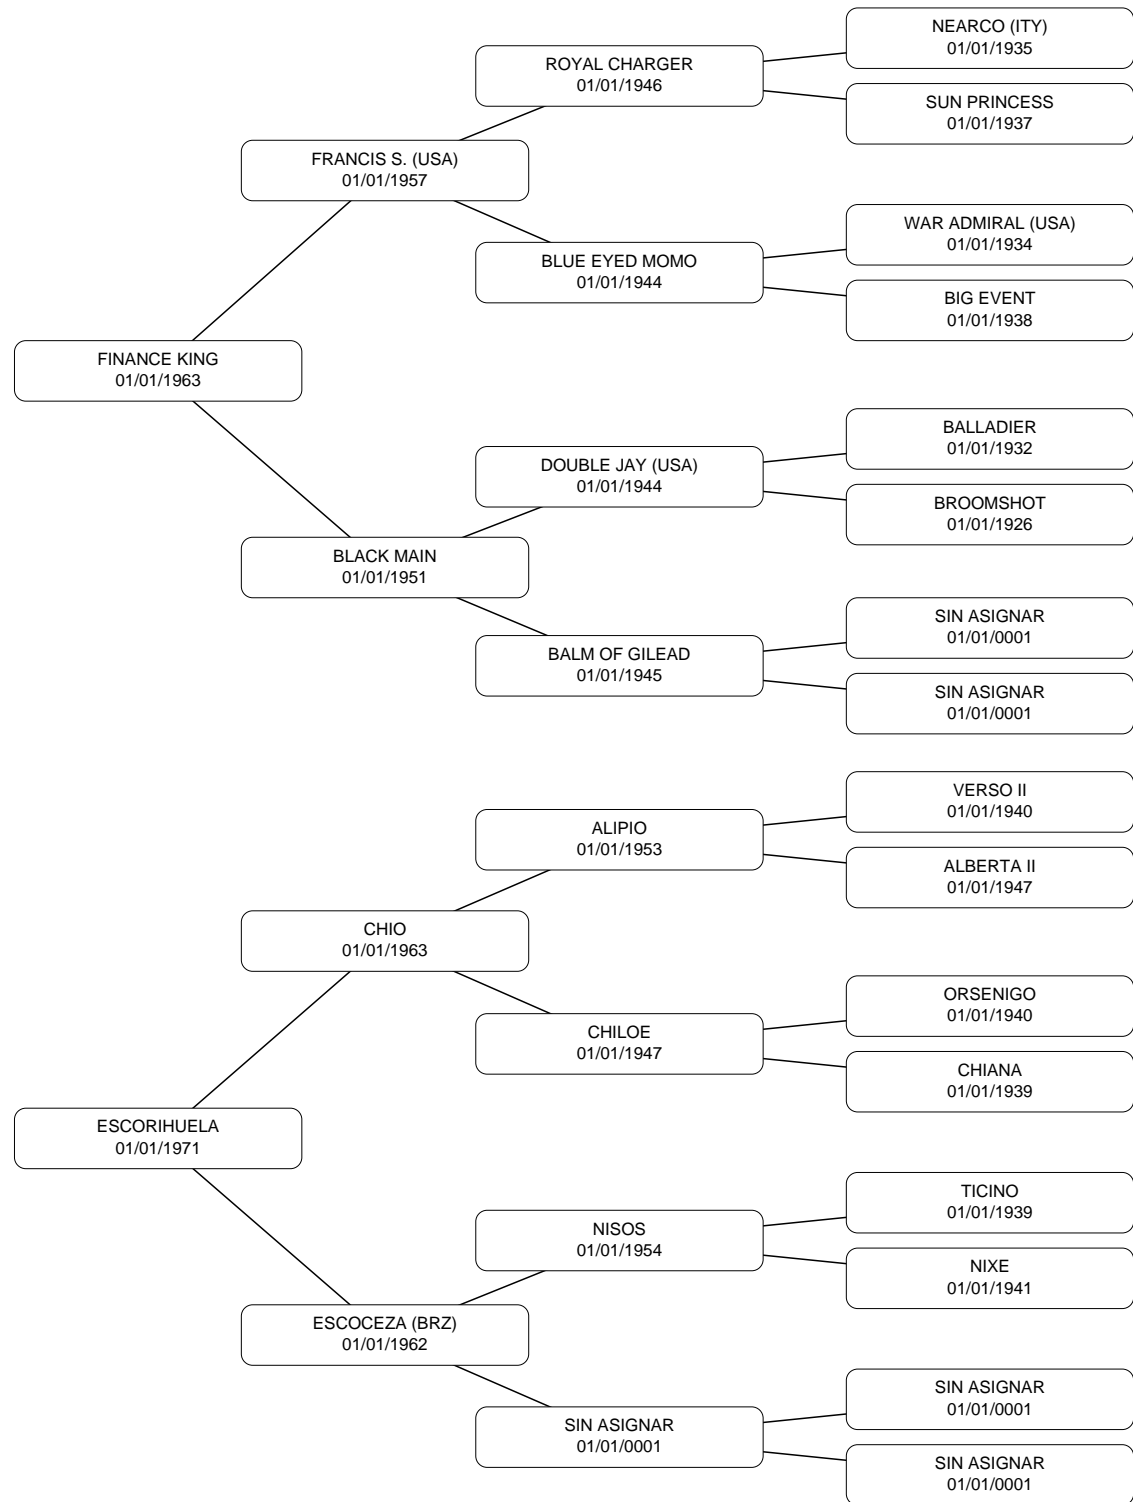 NEARCO (ITY)
01/01/1935
ROYAL CHARGER
01/01/1946
SUN PRINCESS
01/01/1937
FRANCIS S. (USA)
01/01/1957
WAR ADMIRAL (USA)
01/01/1934
BLUE EYED MOMO
01/01/1944
BIG EVENT
01/01/1938
FINANCE KING
01/01/1963
BALLADIER
01/01/1932
DOUBLE JAY (USA)
01/01/1944
BROOMSHOT
01/01/1926
BLACK MAIN
01/01/1951
SIN ASIGNAR
01/01/0001
BALM OF GILEAD
01/01/1945
SIN ASIGNAR
01/01/0001
VERSO II
01/01/1940
ALIPIO
01/01/1953
ALBERTA II
01/01/1947
CHIO
01/01/1963
ORSENIGO
01/01/1940
CHILOE
01/01/1947
CHIANA
01/01/1939
ESCORIHUELA
01/01/1971
TICINO
01/01/1939
NISOS
01/01/1954
NIXE
01/01/1941
ESCOCEZA (BRZ)
01/01/1962
SIN ASIGNAR
01/01/0001
SIN ASIGNAR
01/01/0001
SIN ASIGNAR
01/01/0001